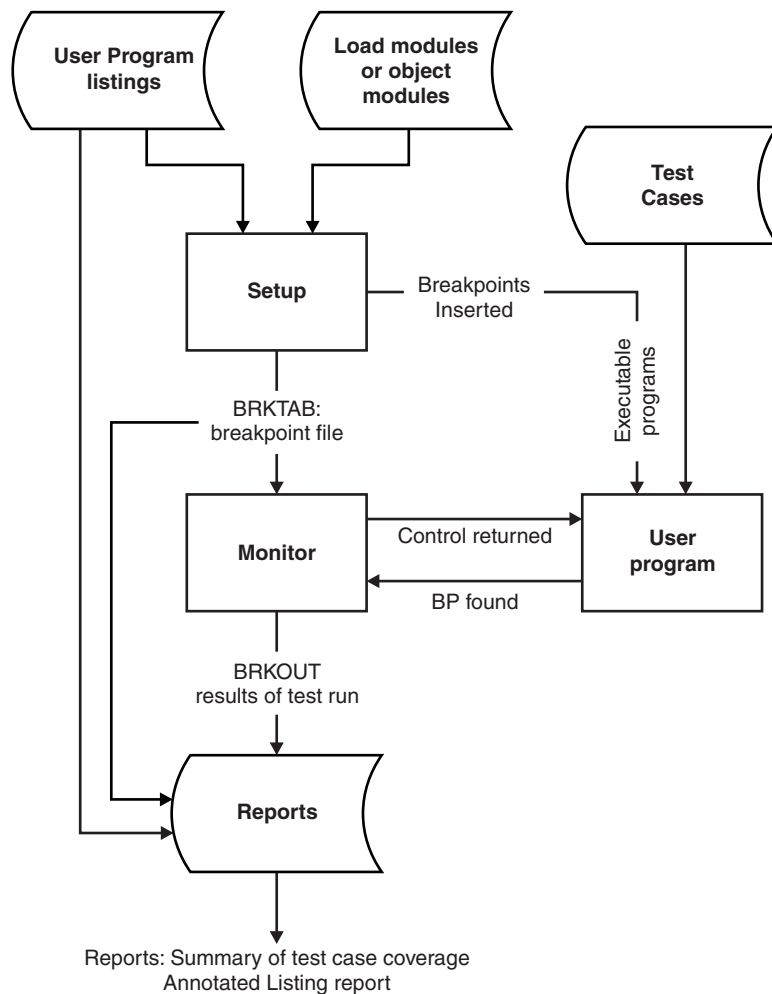 User Program
listings
Load modules
or object
modules
Test
Cases
Setup
Breakpoints
Inserted
Executable
programs
BRKTAB:
breakpoint file
Monitor
Control returned
User
program
BP found
BRKOUT
results of test run
Reports
Reports: Summary of test case coverage
Annotated Listing report